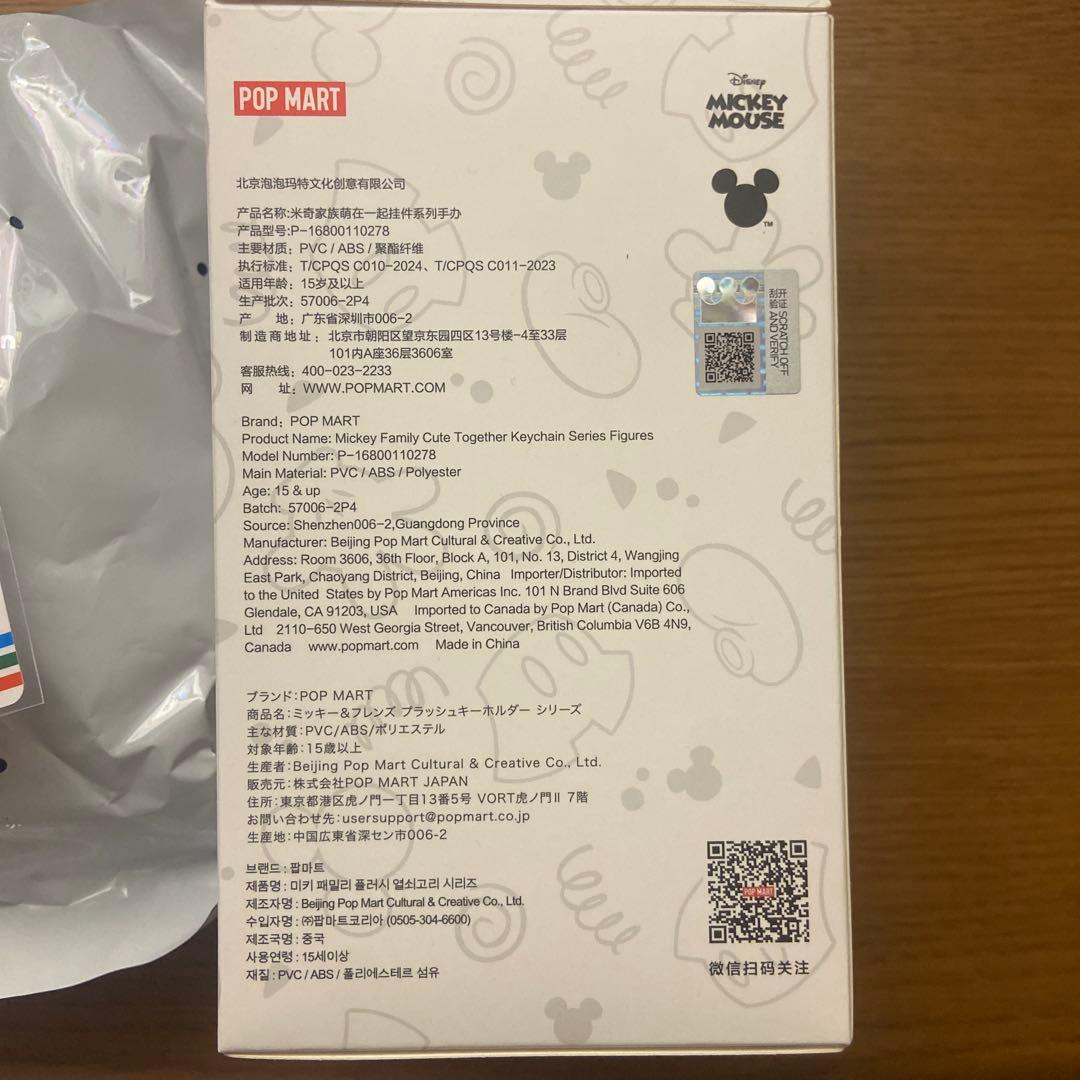 POP MART
Disney
MICKEY
MOUSE
TM
北京泡泡玛特文化创意有限公司
产品名称:米奇家族萌在一起挂件系列手办
产品型号:P-16800110278
主要材质：PVC / ABS / 聚酯纤维
执行标准：T/CPQS C010-2024、T/CPQS C011-2023
适用年龄：15岁及以上
生产批次：57006-2P4
产 地：广东省深圳市006-2
制造商地址：北京市朝阳区望京东园四区13号楼-4至33层
101内A座36层3606室
客服热线：400-023-2233
网 址：WWW.POPMART.COM
刮开
验证
SCRATCH OFF
AND VERIFY
Brand：POP MART
Product Name: Mickey Family Cute Together Keychain Series Figures
Model Number: P-16800110278
Main Material: PVC / ABS / Polyester
Age: 15 & up
Batch: 57006-2P4
Source: Shenzhen006-2,Guangdong Province
Manufacturer: Beijing Pop Mart Cultural & Creative Co., Ltd.
Address: Room 3606, 36th Floor, Block A, 101, No. 13, District 4, Wangjing
East Park, Chaoyang District, Beijing, China Importer/Distributor: Imported
to the United States by Pop Mart Americas Inc. 101 N Brand Blvd Suite 606
Glendale, CA 91203, USA Imported to Canada by Pop Mart (Canada) Co.,
Ltd 2110-650 West Georgia Street, Vancouver, British Columbia V6B 4N9,
Canada www.popmart.com Made in China
ブランド:POP MART
商品名:ミッキー&フレンズ プラッシュキーホルダー シリーズ
主な材質:PVC/ABS/ポリエステル
対象年齢:15歳以上
生産者:Beijing Pop Mart Cultural & Creative Co., Ltd.
販売元:株式会社POP MART JAPAN
住所:東京都港区虎ノ門一丁目13番5号 VORT虎ノ門II 7階
お問い合わせ先:usersupport@popmart.co.jp
生産地:中国広東省深セン市006-2
브랜드 : 팝마트
제품명 : 미키 패밀리 플러시 열쇠고리 시리즈
제조자명 : Beijing Pop Mart Cultural & Creative Co., Ltd.
수입자명 : ㈜팝마트코리아 (0505-304-6600)
제조국명 : 중국
사용연령 : 15세이상
재질 : PVC / ABS / 폴리에스테르 섬유
POP MART
微信扫码关注